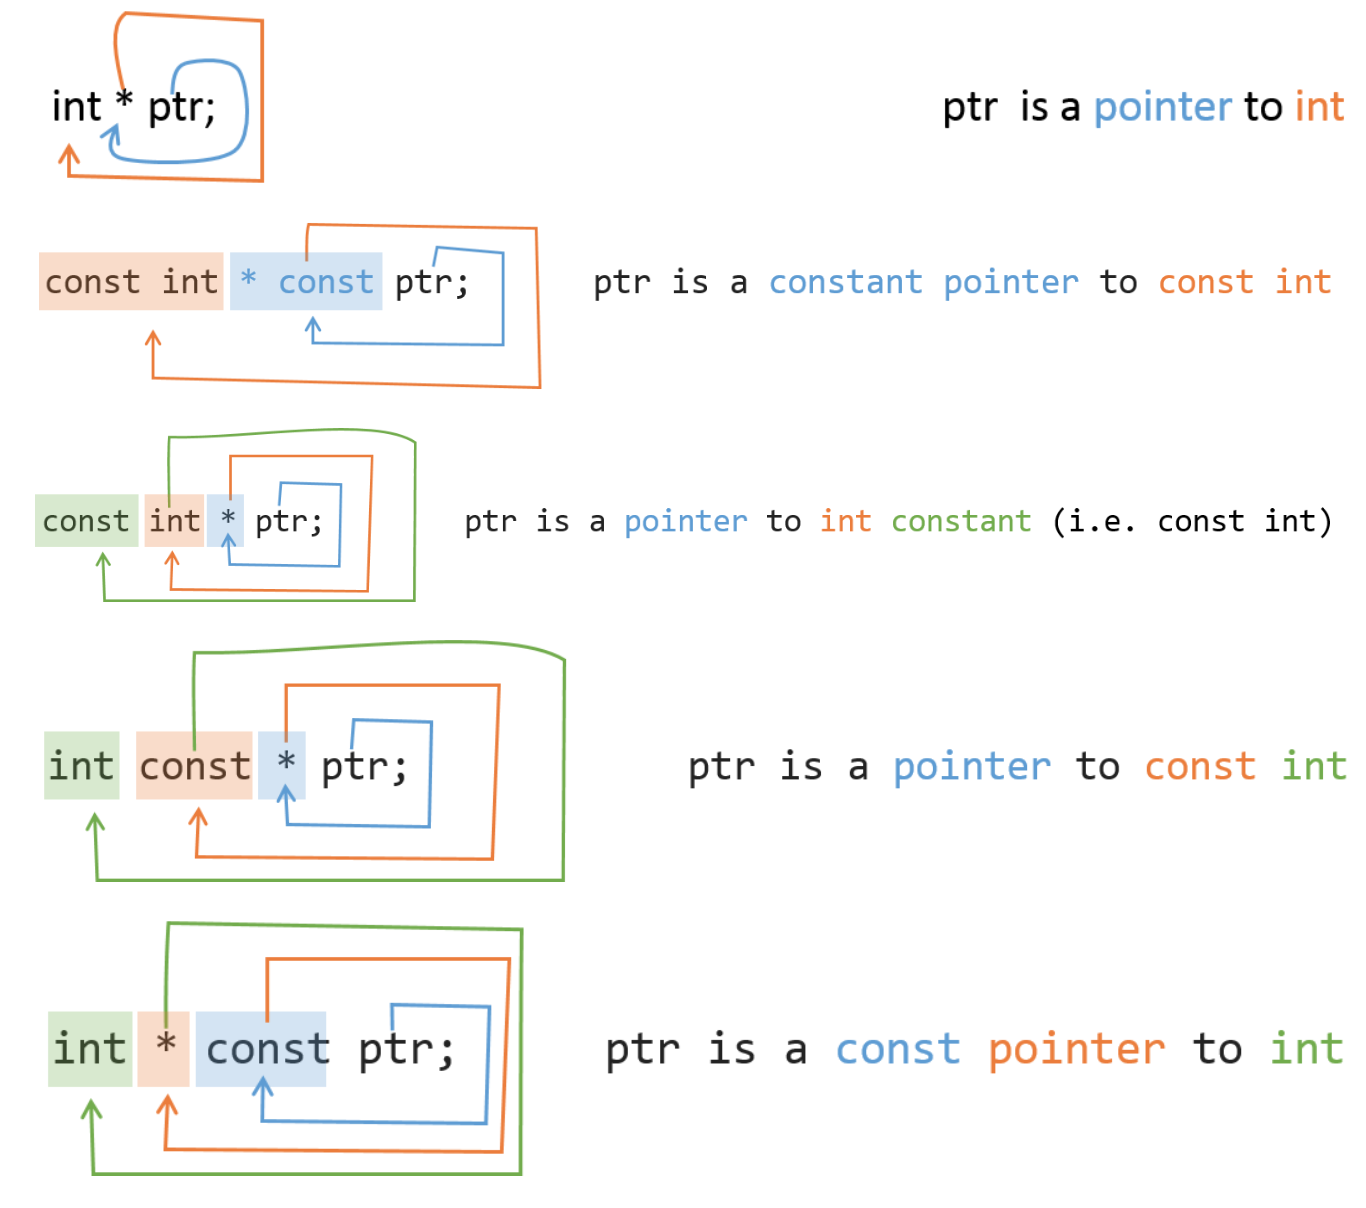 int * ptr; ptr is a pointer to int
const int * const ptr; ptr is a constant pointer to const int
const int * ptr; ptr is a pointer to int constant (i.e. const int)
int const * ptr; ptr is a pointer to const int
int * const ptr; ptr is a const pointer to int